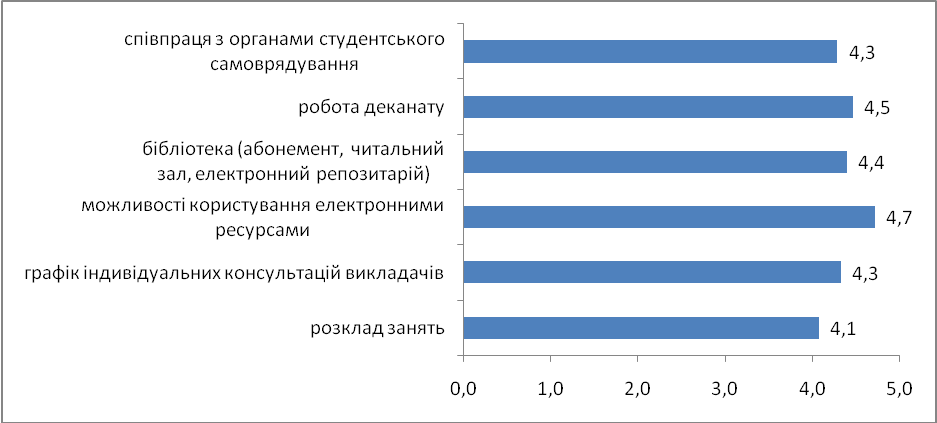 співпраця з органами студентського
самоврядування
4,3
робота деканату
4,5
бібліотека (абонемент, читальний
зал, електронний репозитарій)
4,4
можливості користування електронними
ресурсами
4,7
графік індивідуальних консультацій викладачів
4,3
розклад занять
4,1
0,0 1,0 2,0 3,0 4,0 5,0